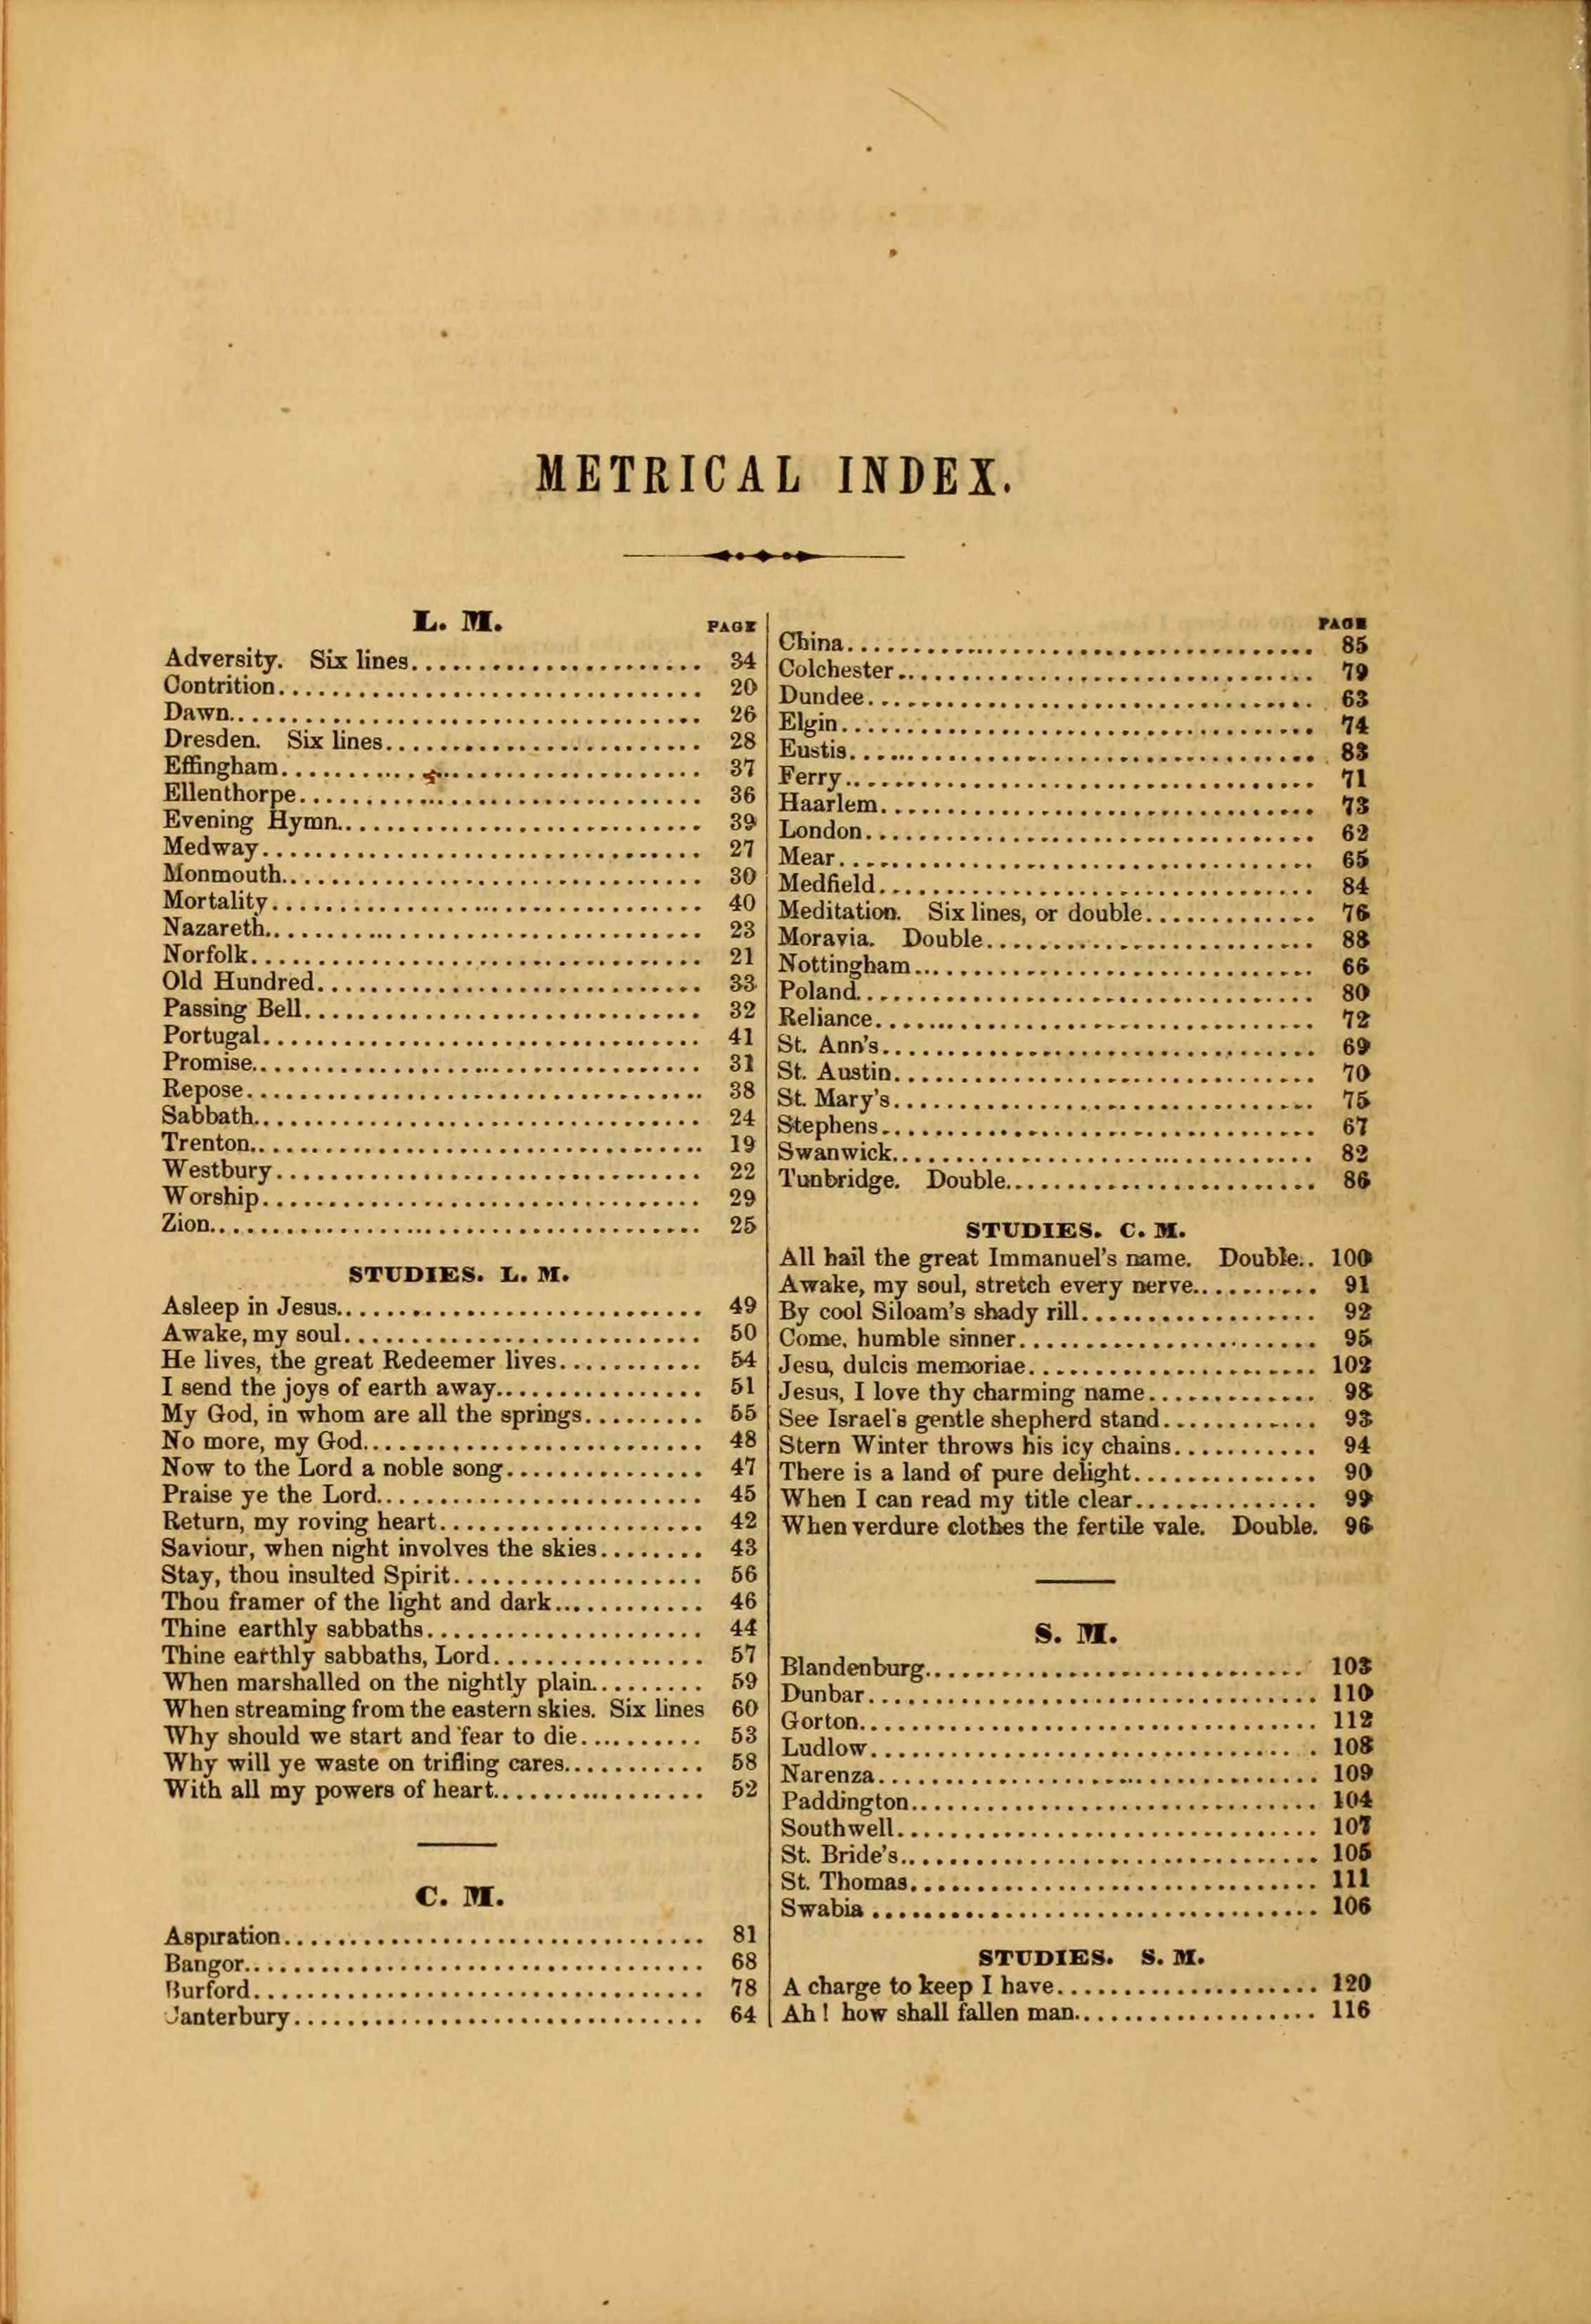 METRICAL INDEX.
L. M.
PAGE
Adversity. Six lines 34
Contrition 20
Dawn 26
Dresden. Six lines 28
Effingham 37
Ellenthorpe 36
Evening Hymn 39
Medway 27
Monmouth 30
Mortality 40
Nazareth 23
Norfolk 21
Old Hundred 33
Passing Bell 32
Portugal 41
Promise 31
Repose 38
Sabbath 24
Trenton 19
Westbury 22
Worship 29
Zion 25
STUDIES. L. M.
Asleep in Jesus 49
Awake, my soul 50
He lives, the great Redeemer lives 54
I send the joys of earth away 51
My God, in whom are all the springs 55
No more, my God 48
Now to the Lord a noble song 47
Praise ye the Lord 45
Return, my roving heart 42
Saviour, when night involves the skies 43
Stay, thou insulted Spirit 56
Thou framer of the light and dark 46
Thine earthly sabbaths 44
Thine earthly sabbaths, Lord 57
When marshalled on the nightly plain 59
When streaming from the eastern skies. Six lines 60
Why should we start and fear to die 53
Why will ye waste on trifling cares 58
With all my powers of heart 52
C. M.
Aspiration 81
Bangor 68
Burford 78
Canterbury 64
PAGE
China 85
Colchester 79
Dundee 63
Elgin 74
Eustis 83
Ferry 71
Haarlem 73
London 62
Mear 65
Medfield 84
Meditation. Six lines, or double 76
Moravia. Double 88
Nottingham 66
Poland 80
Reliance 72
St. Ann's 69
St. Austin 70
St. Mary's 75
Stephens 67
Swanwick 82
Tunbridge. Double 86
STUDIES. C. M.
All hail the great Immanuel's name. Double 100
Awake, my soul, stretch every nerve 91
By cool Siloam's shady rill 92
Come, humble sinner 95
Jesu, dulcis memoriae 102
Jesus, I love thy charming name 98
See Israel's gentle shepherd stand 93
Stern Winter throws his icy chains 94
There is a land of pure delight 90
When I can read my title clear 99
When verdure clothes the fertile vale. Double. 96
S. M.
Blandenburg 103
Dunbar 110
Gorton 112
Ludlow 108
Narenza 109
Paddington 104
Southwell 107
St. Bride's 105
St. Thomas 111
Swabia 106
STUDIES. S. M.
A charge to keep I have 120
Ah! how shall fallen man 116